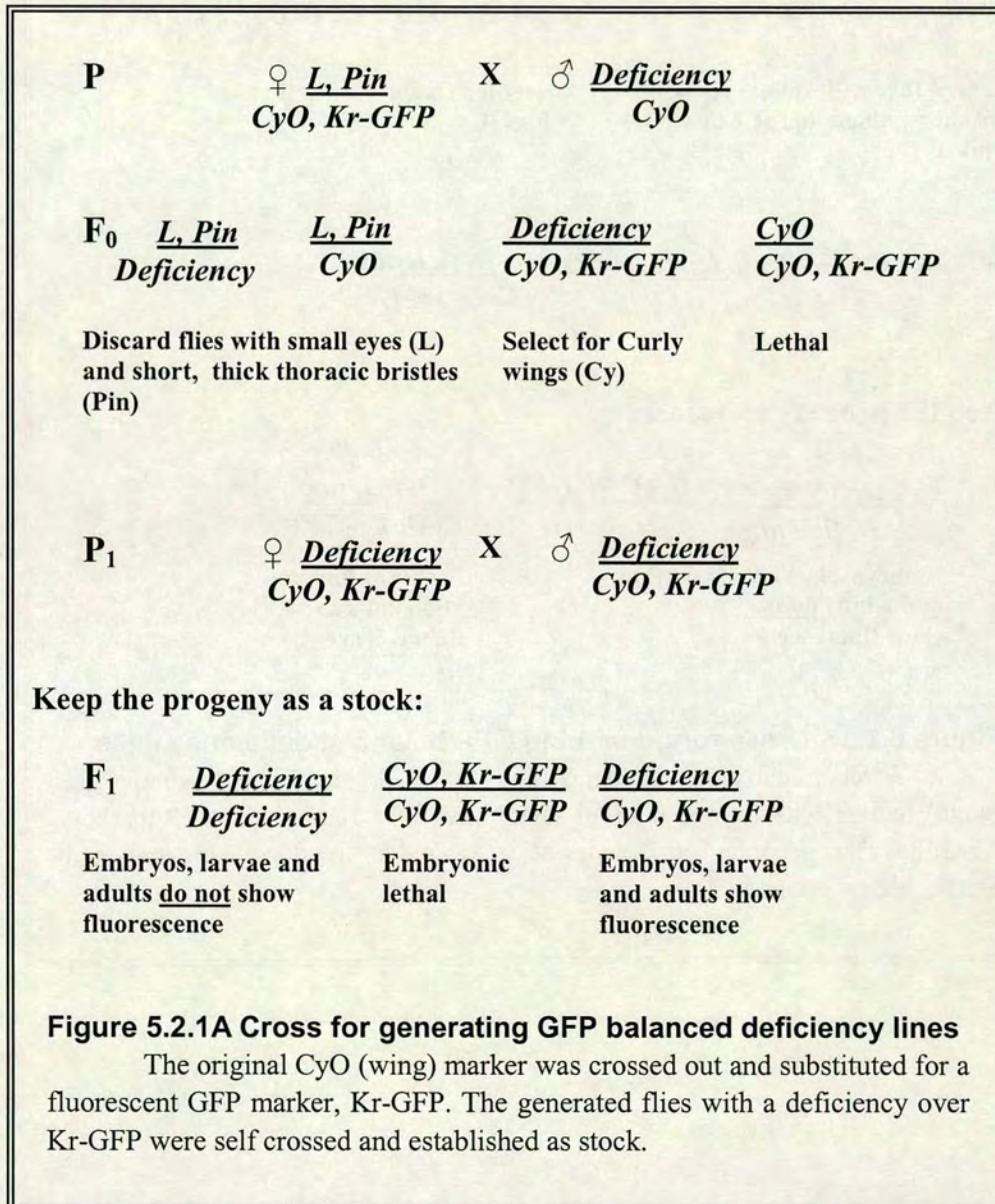 P ♀ L, Pin X ♂ Deficiency
CyO, Kr-GFP CyO
F0 L, Pin L, Pin Deficiency CyO
Deficiency CyO CyO, Kr-GFP CyO, Kr-GFP
Discard flies with small eyes (L) Select for Curly Lethal
and short, thick thoracic bristles wings (Cy)
(Pin)
P1 ♀ Deficiency X ♂ Deficiency
CyO, Kr-GFP CyO, Kr-GFP
Keep the progeny as a stock:
F1 Deficiency CyO, Kr-GFP Deficiency
Deficiency CyO, Kr-GFP CyO, Kr-GFP
Embryos, larvae and Embryonic Embryos, larvae
adults do not show lethal and adults show
fluorescence fluorescence
Figure 5.2.1A Cross for generating GFP balanced deficiency lines
The original CyO (wing) marker was crossed out and substituted for a
fluorescent GFP marker, Kr-GFP. The generated flies with a deficiency over
Kr-GFP were self crossed and established as stock.